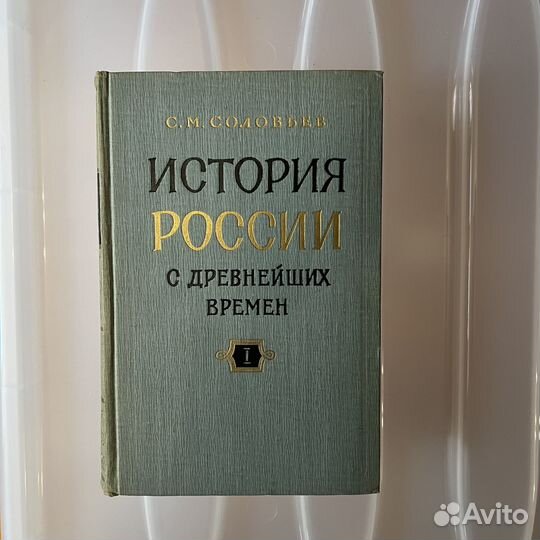 С. М. СОЛОВЬЕВ
ИСТОРИЯ
РОССИИ
С ДРЕВНЕЙШИХ
ВРЕМЕН
I
Avito